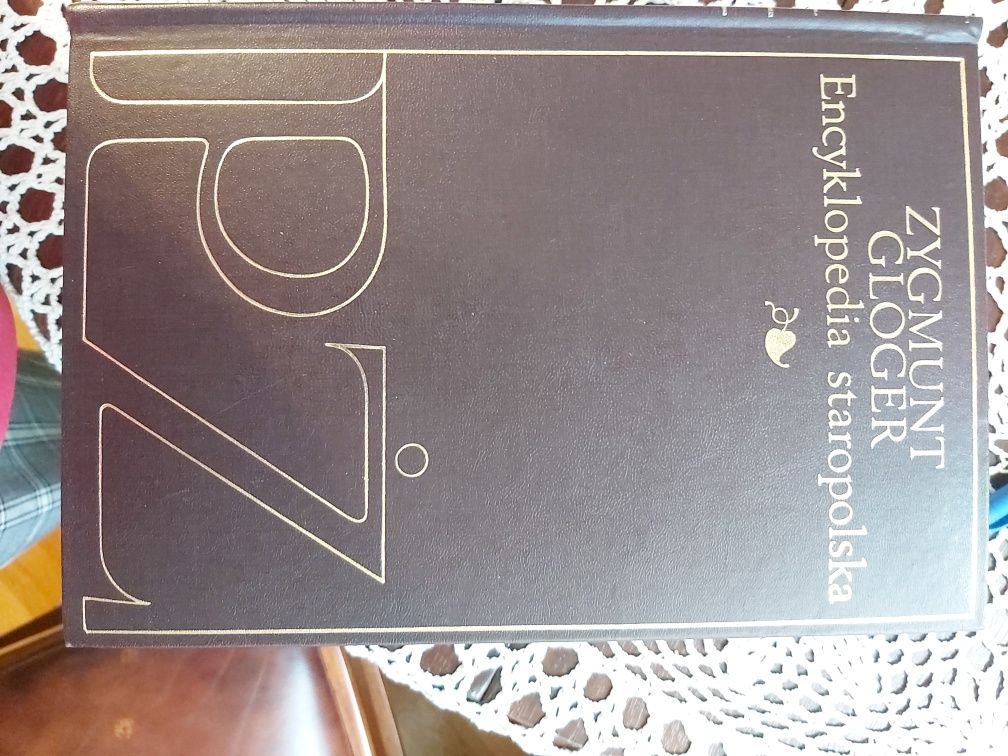 ZYGMUNT
GLOGER
Encyklopedia staropolska
P
Ż